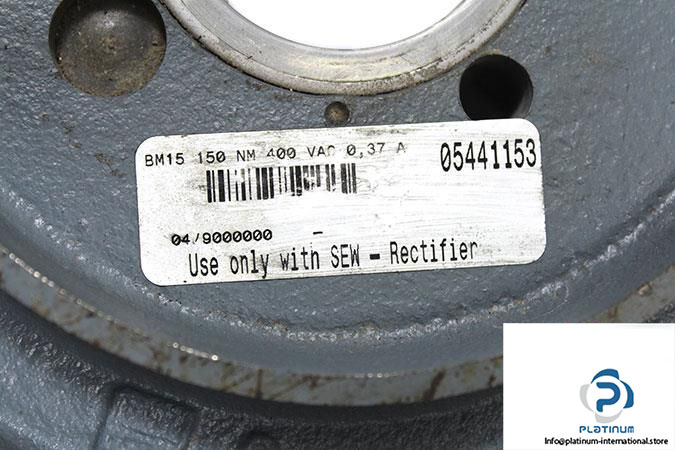 BM15 150 NM 400 VAC 0,37 A
05441153
04/9000000 -
Use only with SEW - Rectifier
PLATINUM
Info@platinum-international.store